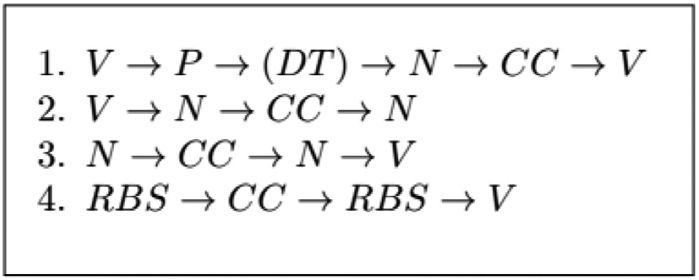 1. V → P → (DT) → N → CC → V
2. V → N → CC → N
3. N → CC → N → V
4. RBS → CC → RBS → V